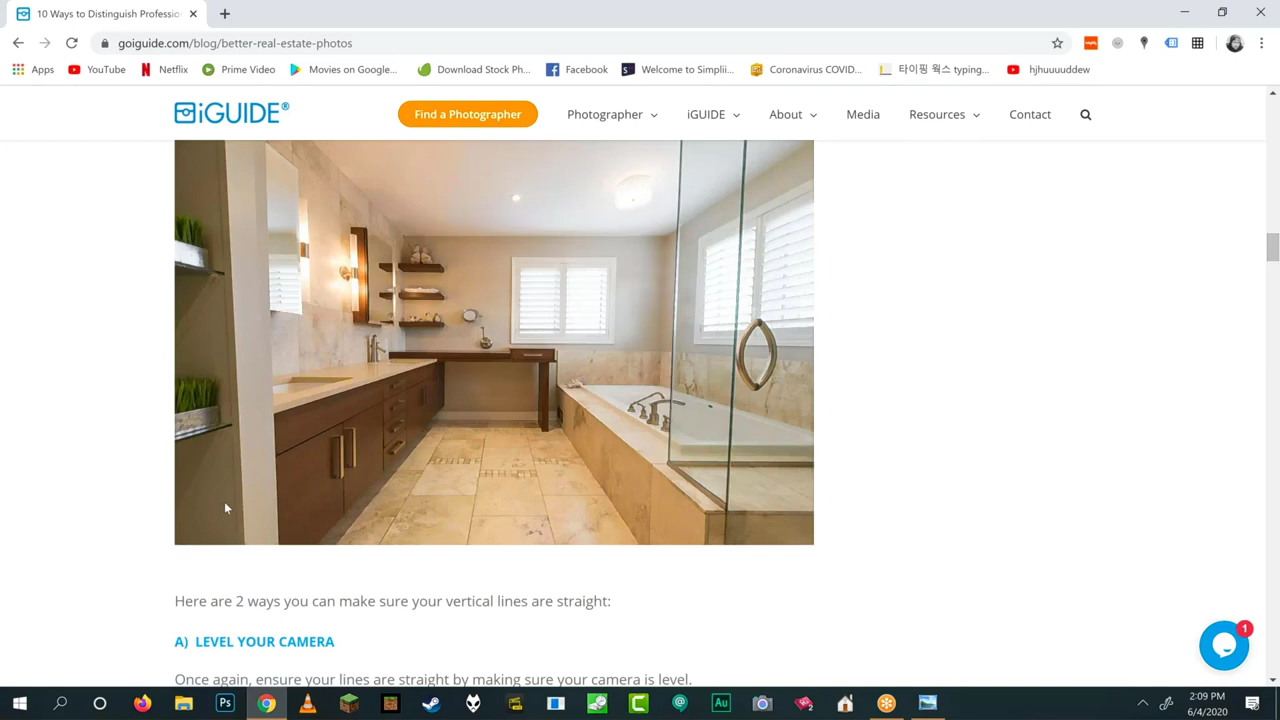 10 Ways to Distinguish Professio
goiguide.com/blog/better-real-estate-photos
Apps YouTube Netflix Prime Video Movies on Google... Download Stock Ph... Facebook Welcome to Simplii... Coronavirus COVID... 타이핑 웍스 typing... hjhuuuuddew
iGUIDE® Find a Photographer Photographer iGUIDE About Media Resources Contact
Here are 2 ways you can make sure your vertical lines are straight:
A) LEVEL YOUR CAMERA
1
Once again, ensure your lines are straight by making sure your camera is level.
Ps Au 2:09 PM
6/4/2020